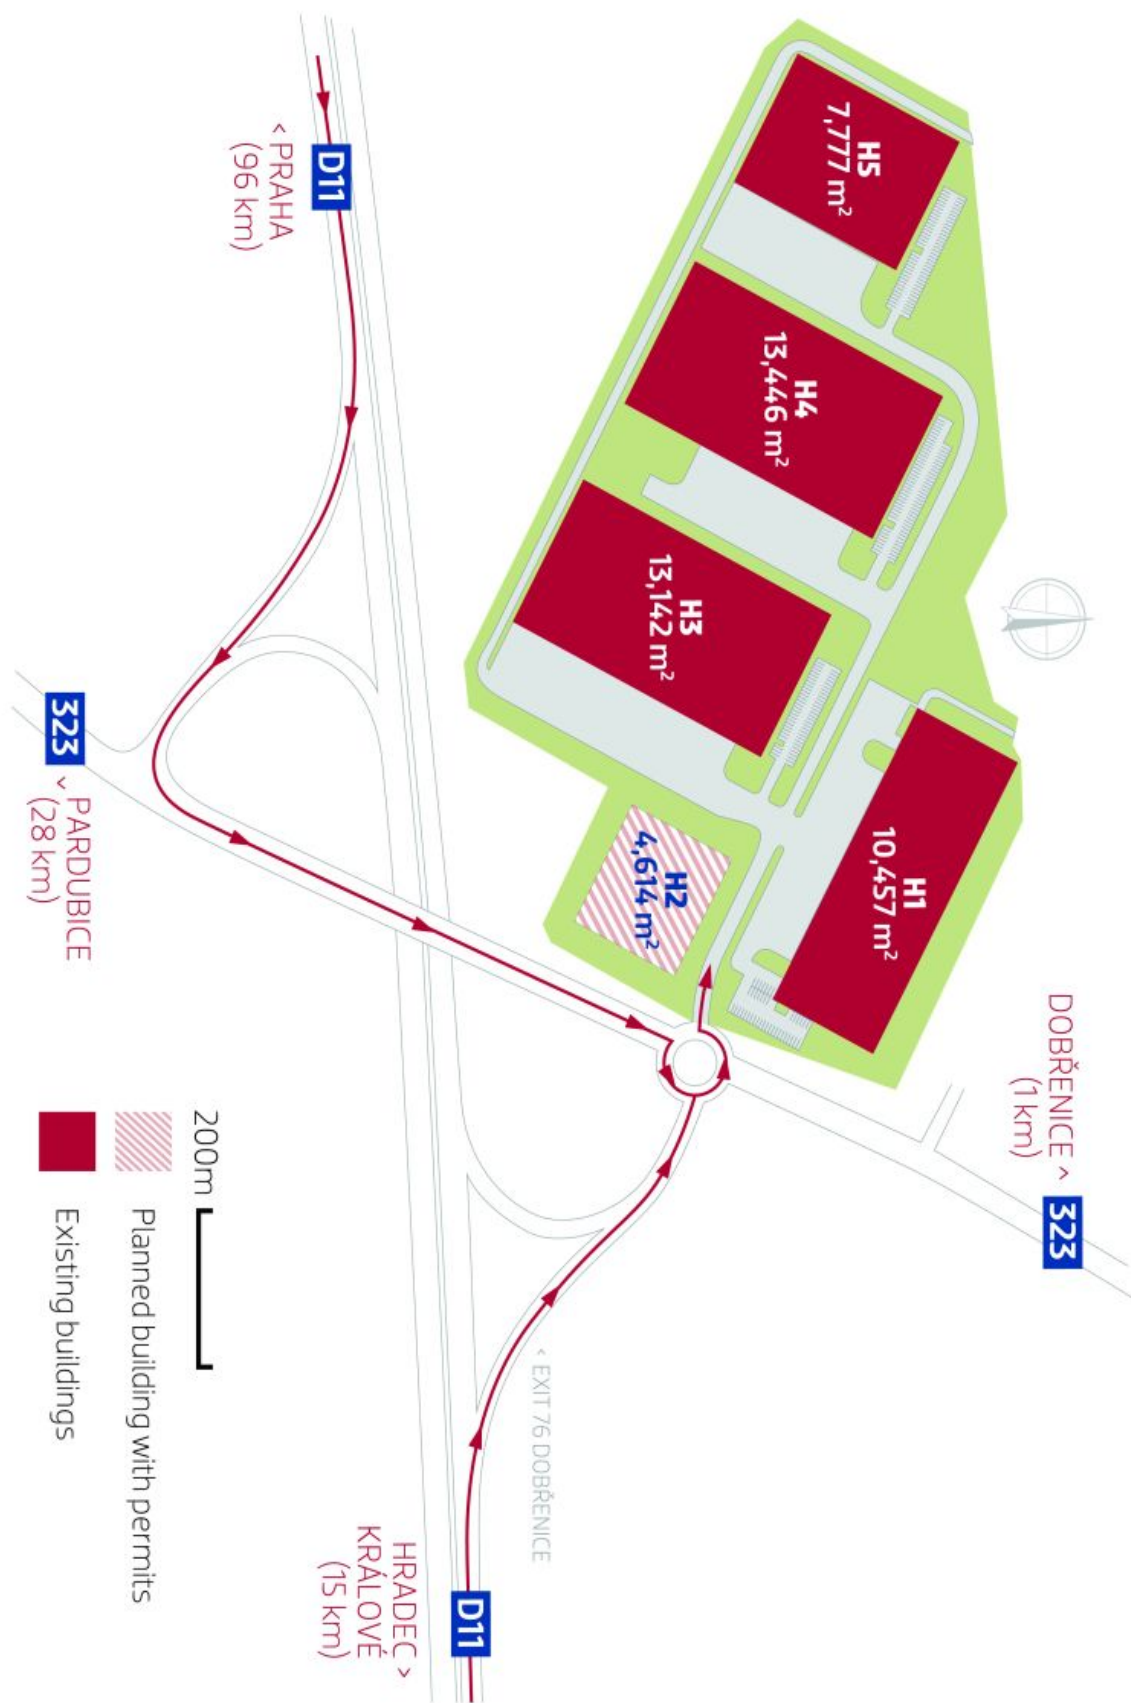 H5
7,777 m²
H4
13,446 m²
H3
13,142 m²
H1
10,457 m²
H2
4,614 m²
DOBŘENICE ^
(1 km)
323
D11
< PRAHA
(96 km)
323
˅ PARDUBICE
(28 km)
< EXIT 76 DOBŘENICE
D11
HRADEC >
KRÁLOVÉ
(15 km)
200m
Planned building with permits
Existing buildings